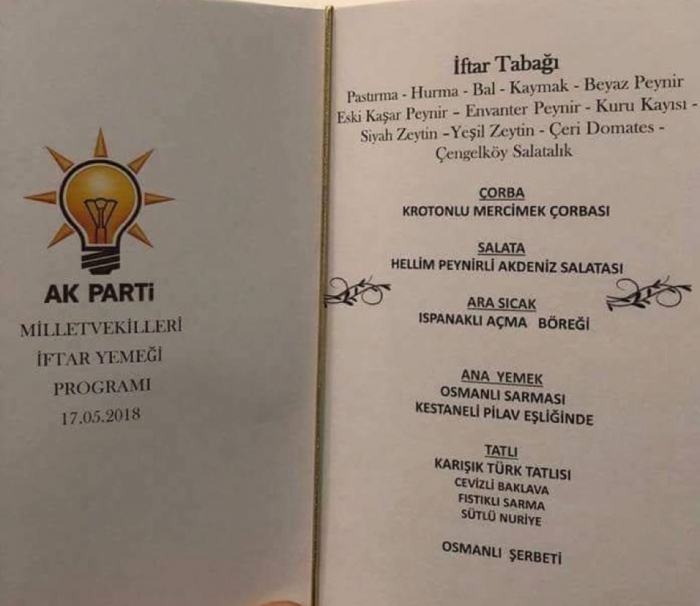 AK PARTi
MİLLETVEKİLLERİ
İFTAR YEMEĞİ
PROGRAMI
17.05.2018
İftar Tabağı
Pastırma - Hurma - Bal - Kaymak - Beyaz Peynir
Eski Kaşar Peynir – Envanter Peynir - Kuru Kayısı -
Siyah Zeytin –Yeşil Zeytin - Çeri Domates -
Çengelköy Salatalık
ÇORBA
KROTONLU MERCİMEK ÇORBASI
SALATA
HELLİM PEYNİRLİ AKDENİZ SALATASI
ARA SICAK
ISPANAKLI AÇMA BÖREĞİ
ANA YEMEK
OSMANLI SARMASI
KESTANELİ PİLAV EŞLİĞİNDE
TATLI
KARIŞIK TÜRK TATLISI
CEVİZLİ BAKLAVA
FISTIKLI SARMA
SÜTLÜ NURİYE
OSMANLI ŞERBETİ